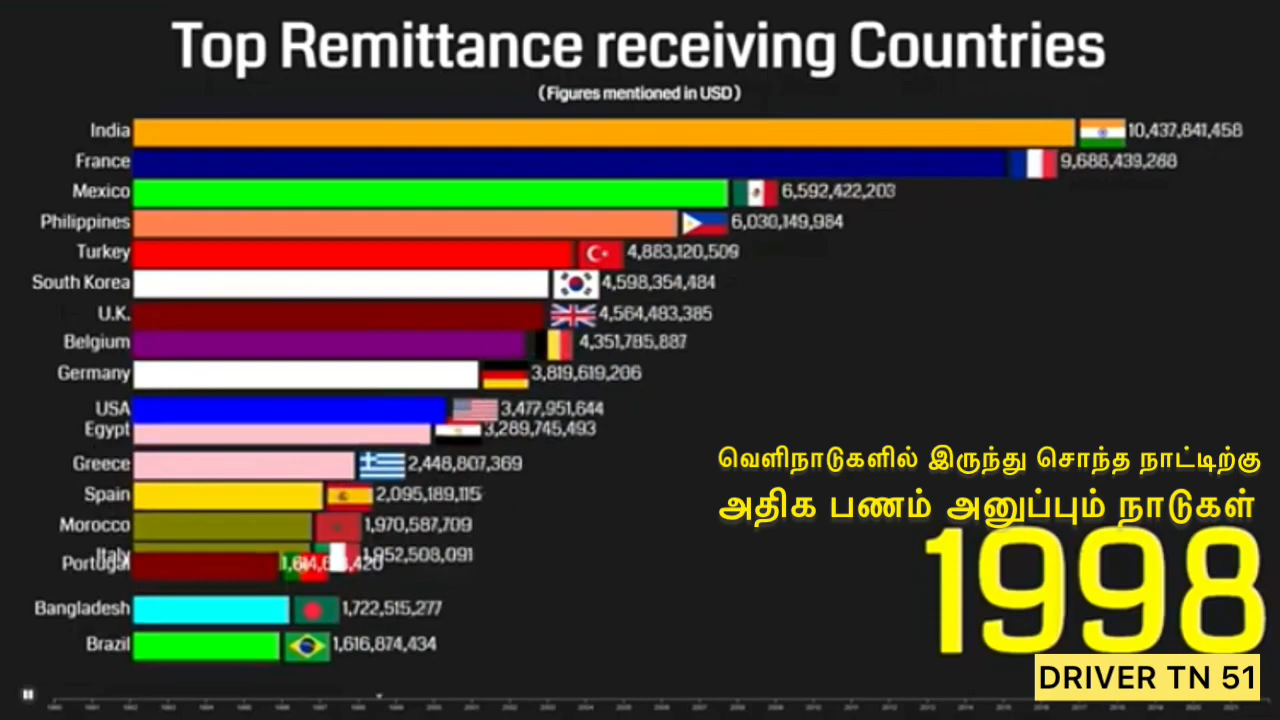 Top Remittance receiving Countries
(Figures mentioned in USD)
India 10,437,841,458
France 9,686,439,268
Mexico 6,592,422,203
Philippines 6,030,149,984
Turkey 4,883,120,509
South Korea 4,598,354,484
U.K. 4,564,483,385
Belgium 4,351,785,887
Germany 3,819,619,206
USA 3,477,951,644
Egypt 3,289,745,493
Greece 2,448,807,369
Spain 2,095,189,115
Morocco 1,970,587,709
Italy 1,952,508,091
Portugal
Bangladesh 1,722,515,277
Brazil 1,616,874,434
வெளிநாடுகளில் இருந்து சொந்த நாட்டிற்கு
அதிக பணம் அனுப்பும் நாடுகள்
1998
DRIVER TN 51